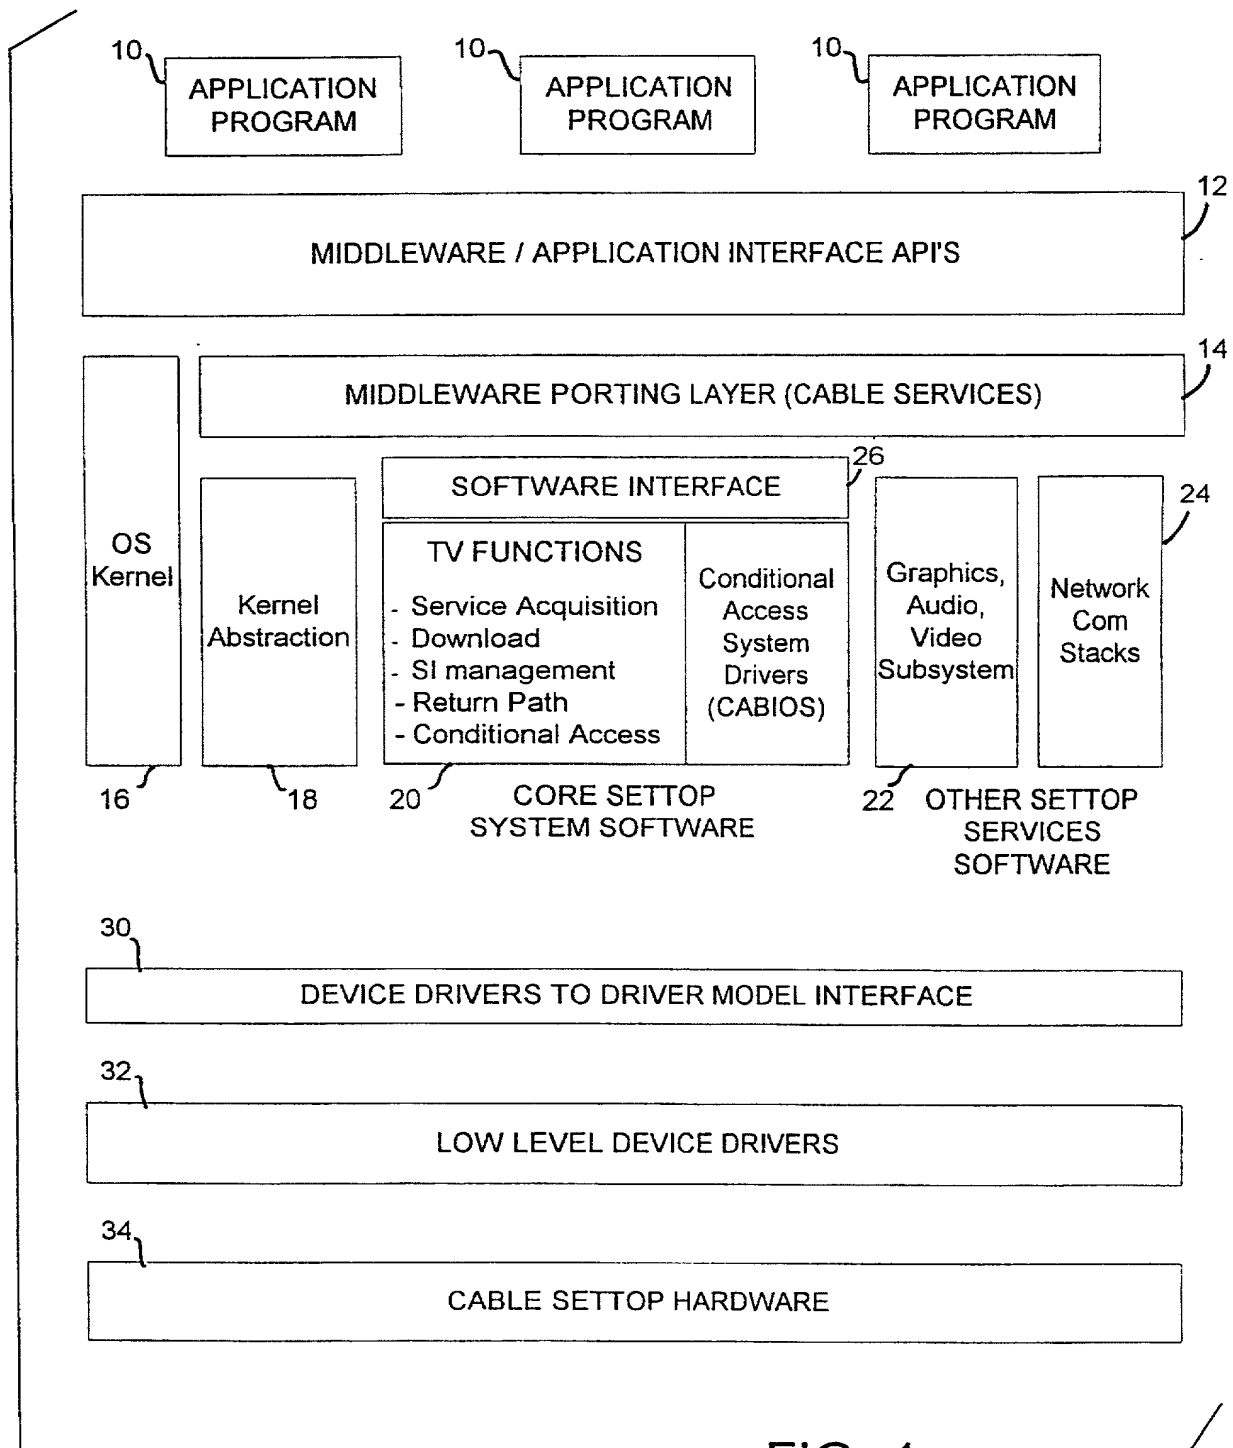 10 10 10
APPLICATION PROGRAM
APPLICATION PROGRAM
APPLICATION PROGRAM
12
MIDDLEWARE / APPLICATION INTERFACE API'S
14
MIDDLEWARE PORTING LAYER (CABLE SERVICES)
OS
Kernel
16
Kernel
Abstraction
18
26
SOFTWARE INTERFACE
TV FUNCTIONS
- Service Acquisition
- Download
- SI management
- Return Path
- Conditional Access
20
Conditional
Access
System
Drivers
(CABIOS)
CORE SETTOP
SYSTEM SOFTWARE
Graphics,
Audio,
Video
Subsystem
22
24
Network
Com
Stacks
OTHER SETTOP
SERVICES
SOFTWARE
30
DEVICE DRIVERS TO DRIVER MODEL INTERFACE
32
LOW LEVEL DEVICE DRIVERS
34
CABLE SETTOP HARDWARE